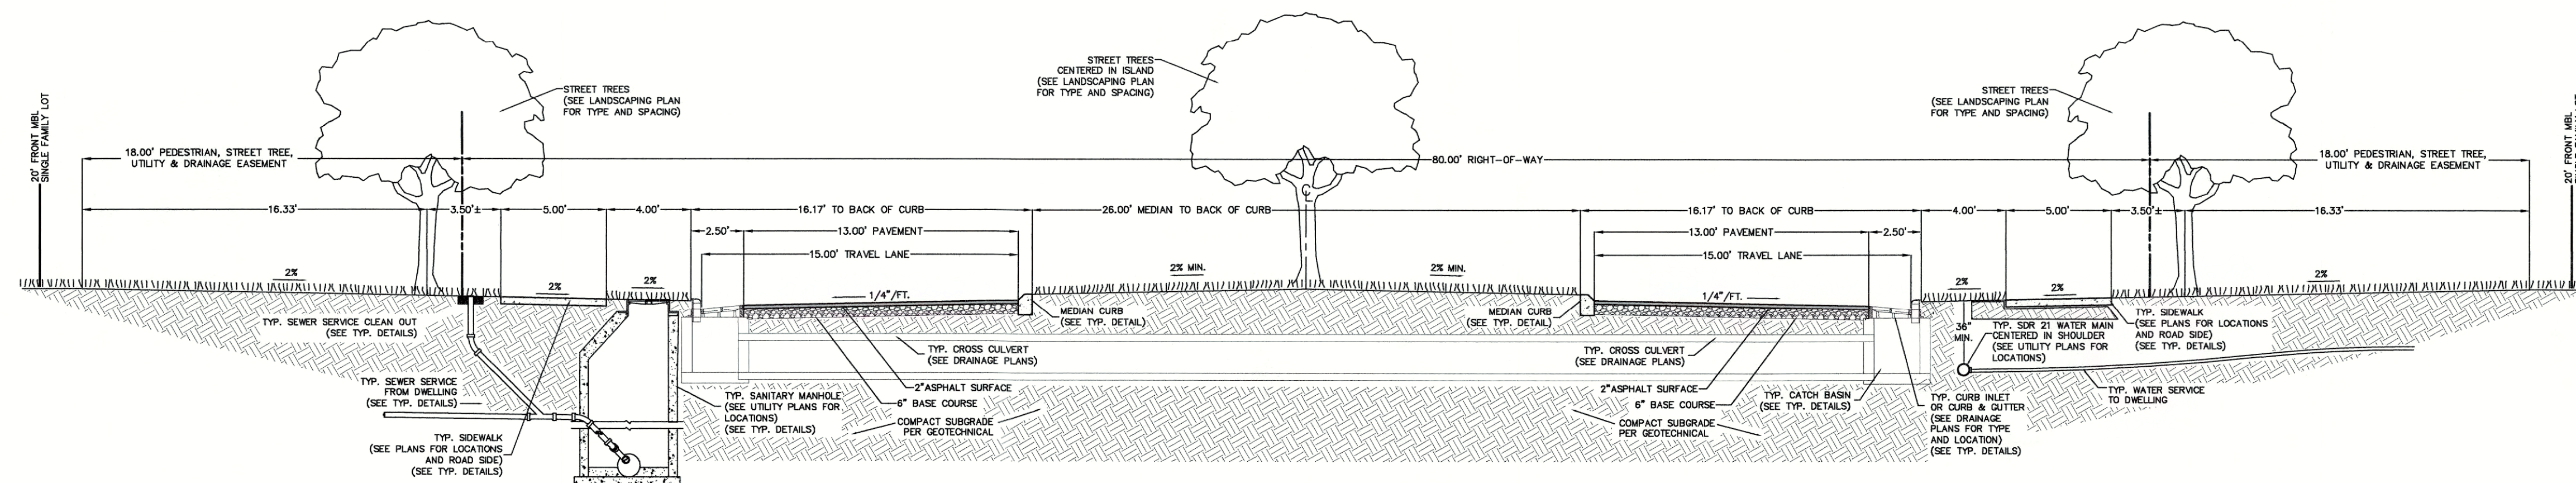 STREET TREES
(SEE LANDSCAPING PLAN
FOR TYPE AND SPACING)
STREET TREES
CENTERED IN ISLAND
(SEE LANDSCAPING PLAN
FOR TYPE AND SPACING)
STREET TREES
(SEE LANDSCAPING PLAN
FOR TYPE AND SPACING)
20' FRONT MBL
SINGLE FAMILY LOT
18.00' PEDESTRIAN, STREET TREE,
UTILITY & DRAINAGE EASEMENT
80.00' RIGHT-OF-WAY
18.00' PEDESTRIAN, STREET TREE,
UTILITY & DRAINAGE EASEMENT
20' FRONT MBL
℄
16.33'
3.50'±
5.00'
4.00'
16.17' TO BACK OF CURB
26.00' MEDIAN TO BACK OF CURB
16.17' TO BACK OF CURB
4.00'
5.00'
3.50'±
16.33'
2.50'
13.00' PAVEMENT
13.00' PAVEMENT
2.50'
15.00' TRAVEL LANE
15.00' TRAVEL LANE
2%
2%
2%
1/4"/FT.
2% MIN.
2% MIN.
1/4"/FT.
2%
2%
2%
TYP. SEWER SERVICE CLEAN OUT
(SEE TYP. DETAILS)
MEDIAN CURB
(SEE TYP. DETAIL)
MEDIAN CURB
(SEE TYP. DETAIL)
36"
MIN.
TYP. SDR 21 WATER MAIN
CENTERED IN SHOULDER
(SEE UTILITY PLANS FOR
LOCATIONS)
TYP. SIDEWALK
(SEE PLANS FOR LOCATIONS
AND ROAD SIDE)
(SEE TYP. DETAILS)
TYP. CROSS CULVERT
(SEE DRAINAGE PLANS)
TYP. CROSS CULVERT
(SEE DRAINAGE PLANS)
TYP. SEWER SERVICE
FROM DWELLING
(SEE TYP. DETAILS)
TYP. SANITARY MANHOLE
(SEE UTILITY PLANS FOR
LOCATIONS)
(SEE TYP. DETAILS)
2"ASPHALT SURFACE
6" BASE COURSE
COMPACT SUBGRADE
PER GEOTECHNICAL
2"ASPHALT SURFACE
6" BASE COURSE
COMPACT SUBGRADE
PER GEOTECHNICAL
TYP. CATCH BASIN
(SEE TYP. DETAILS)
TYP. CURB INLET
OR CURB & GUTTER
(SEE DRAINAGE
PLANS FOR TYPE
AND LOCATION)
(SEE TYP. DETAILS)
TYP. WATER SERVICE
TO DWELLING
TYP. SIDEWALK
(SEE PLANS FOR LOCATIONS
AND ROAD SIDE)
(SEE TYP. DETAILS)